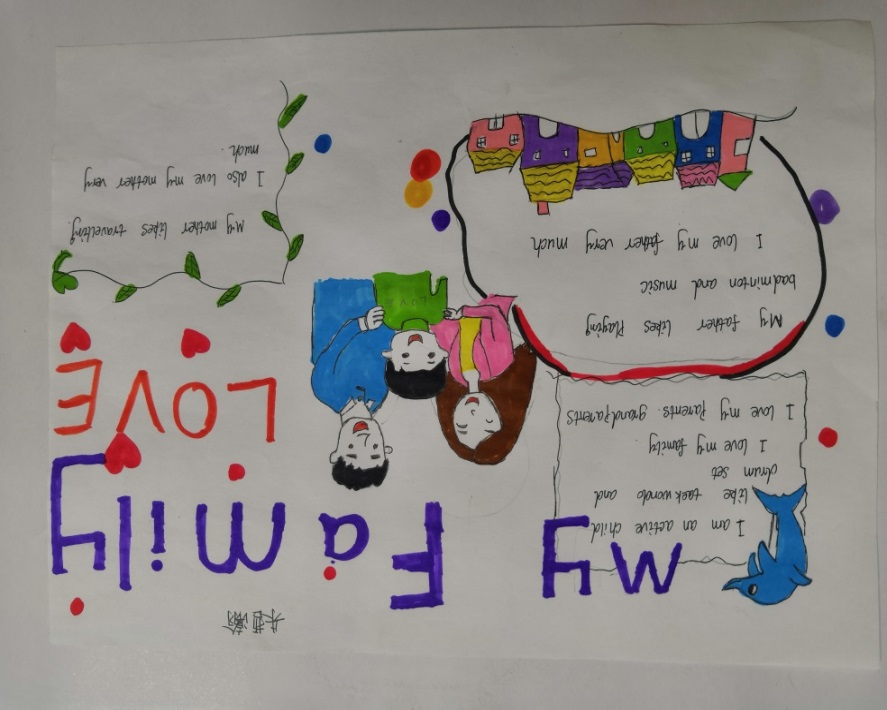 My Family
I am an active child
like taekwondo and
drum set
I love my family
I love my Parents. grandParents
LOVE
LOVE
My father likes Playing
badminton and music
I love my father very much
My mother likes travelling.
I also love my mother very
much.